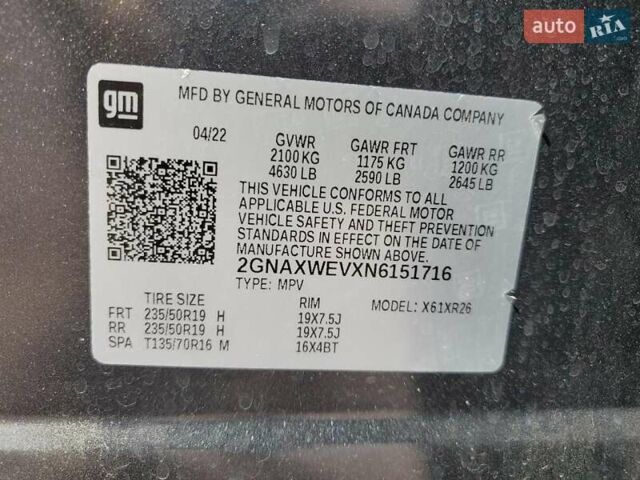 auto RIA
.com
gm
MFD BY GENERAL MOTORS OF CANADA COMPANY
04/22 GVWR GAWR FRT GAWR RR
2100 KG 1175 KG 1200 KG
4630 LB 2590 LB 2645 LB
THIS VEHICLE CONFORMS TO ALL
APPLICABLE U.S. FEDERAL MOTOR
VEHICLE SAFETY AND THEFT PREVENTION
STANDARDS IN EFFECT ON THE DATE OF
MANUFACTURE SHOWN ABOVE.
2GNAXWEVXN6151716
TYPE: MPV MODEL: X61XR26
TIRE SIZE RIM
FRT 235/50R19 H 19X7.5J
RR 235/50R19 H 19X7.5J
SPA T135/70R16 M 16X4BT